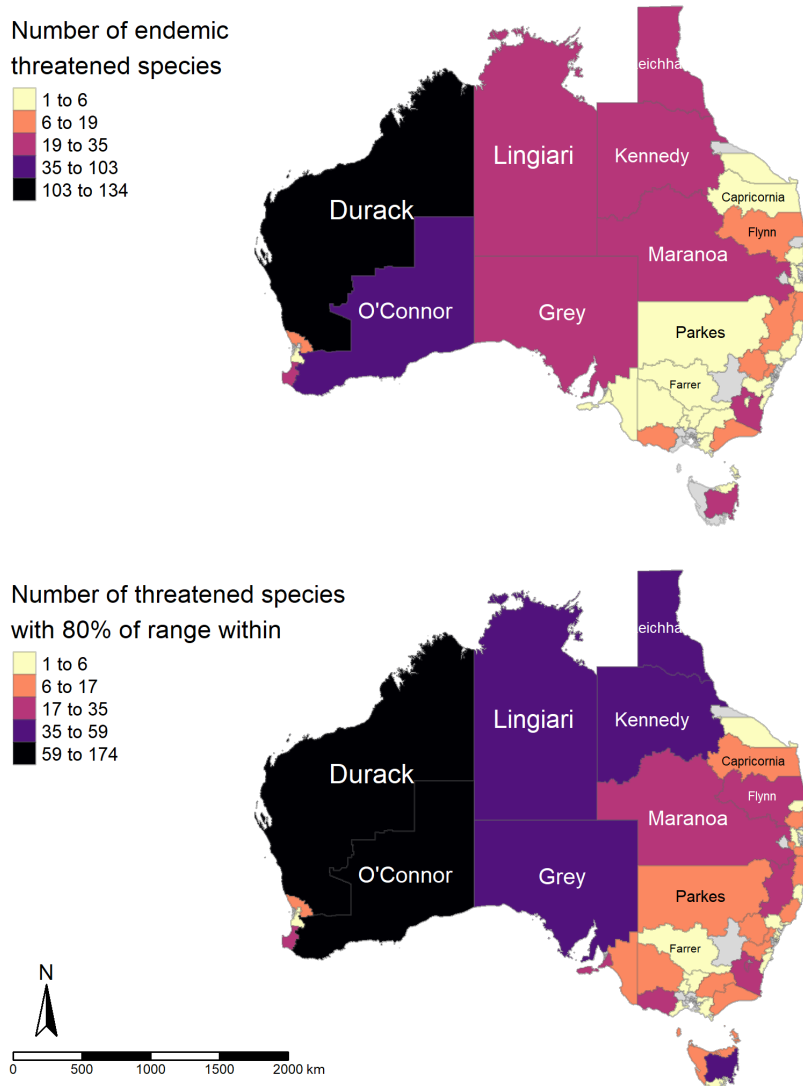 Number of endemic
threatened species
1 to 6
6 to 19
19 to 35
35 to 103
103 to 134
eichha
Lingiari
Kennedy
Durack
Capricornia
Flynn
Maranoa
O'Connor
Grey
Parkes
Farrer
Number of threatened species
with 80% of range within
1 to 6
6 to 17
17 to 35
35 to 59
59 to 174
eichha
Lingiari
Kennedy
Durack
Capricornia
Flynn
Maranoa
O'Connor
Grey
Parkes
Farrer
N
0 500 1000 1500 2000 km